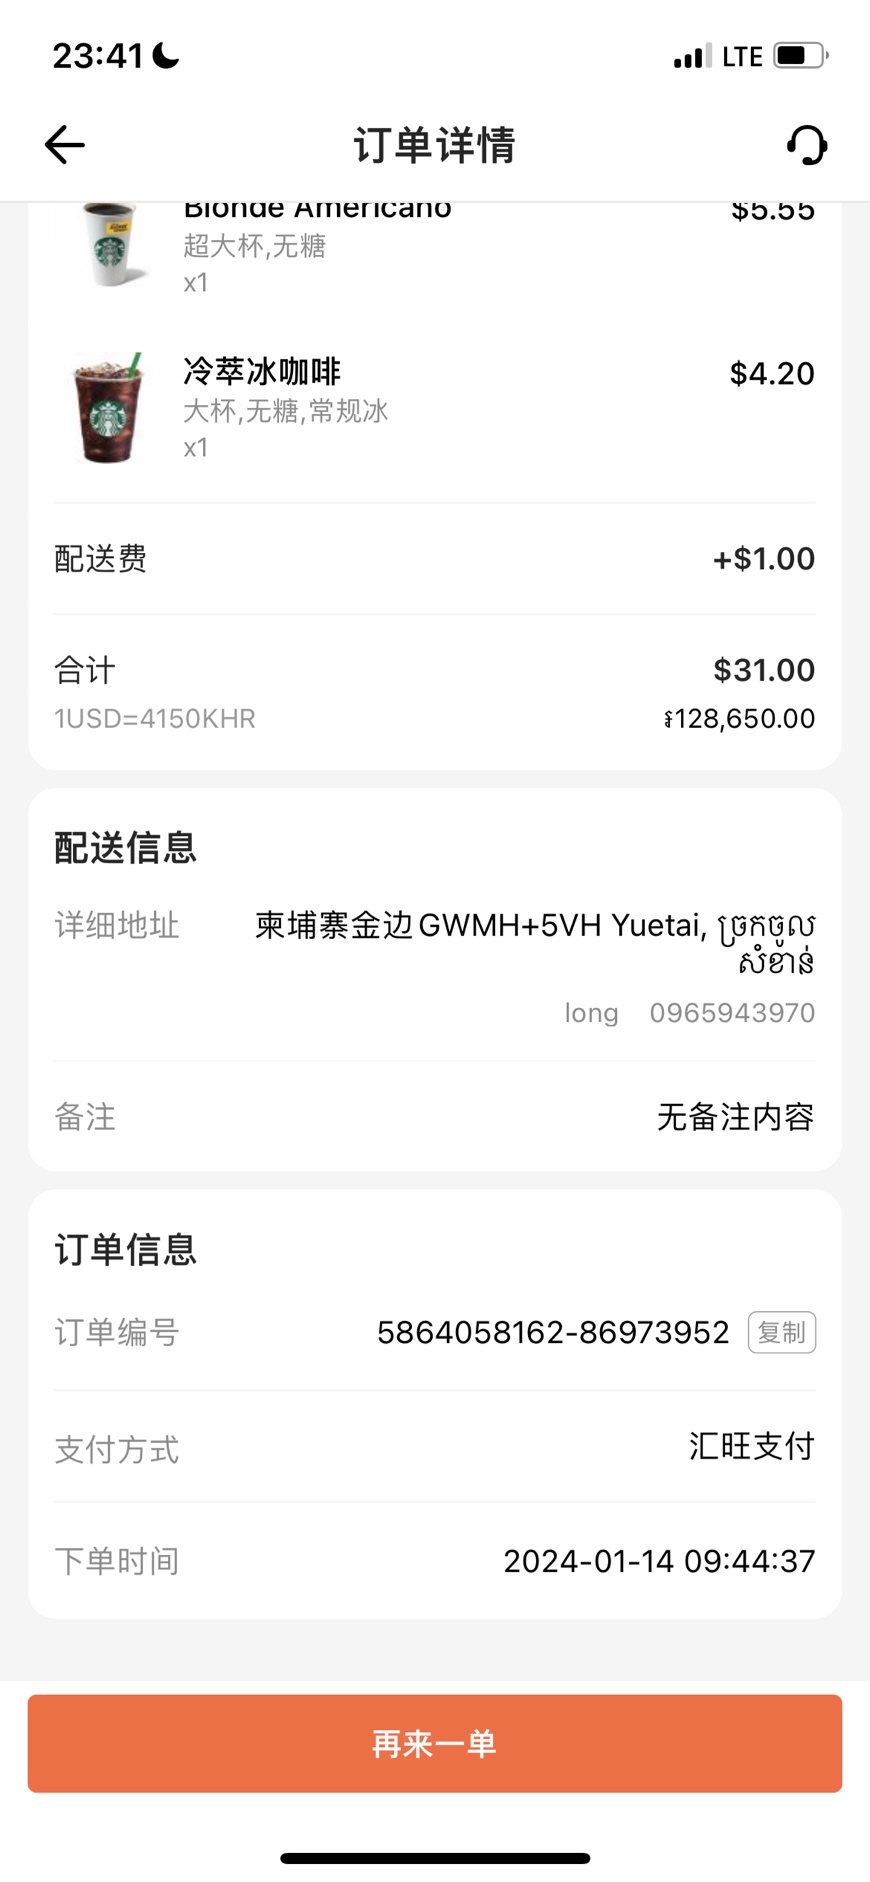 23:41
LTE
订单详情
Blonde Americano
$5.55
超大杯,无糖
x1
冷萃冰咖啡
$4.20
大杯,无糖,常规冰
x1
配送费
+$1.00
合计
$31.00
1USD=4150KHR
៛128,650.00
配送信息
详细地址
柬埔寨金边GWMH+5VH Yuetai, ច្រកចូល
សំខាន់
long 0965943970
备注
无备注内容
订单信息
订单编号
5864058162-86973952
复制
支付方式
汇旺支付
下单时间
2024-01-14 09:44:37
再来一单